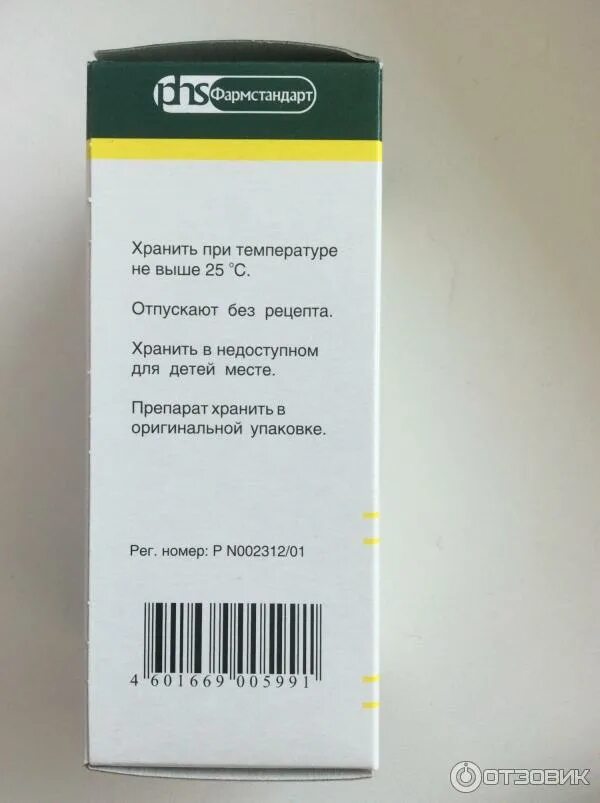 phs Фармстандарт
Хранить при температуре
не выше 25 °С.
Отпускают без рецепта.
Хранить в недоступном
для детей месте.
Препарат хранить в
оригинальной упаковке.
Рег. номер: Р N002312/01
4 601669 005991
ОТЗОВИК